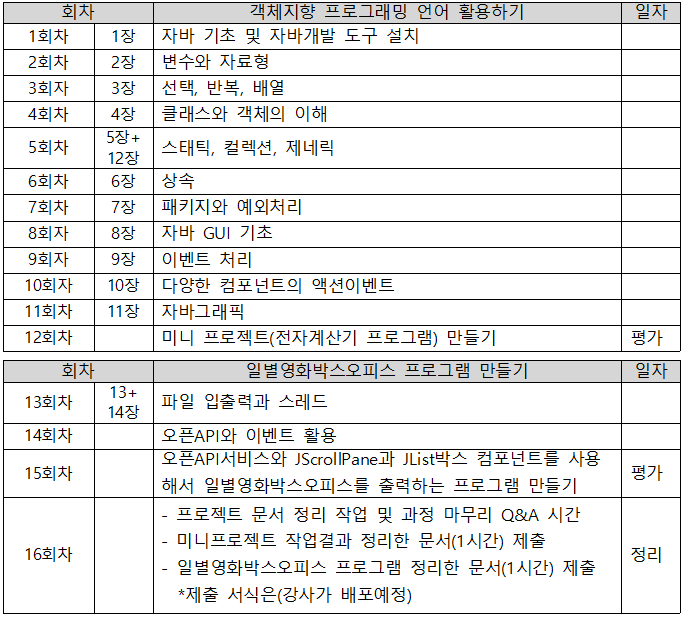 회차 객체지향 프로그래밍 언어 활용하기 일자
1회차 1장 자바 기초 및 자바개발 도구 설치
2회차 2장 변수와 자료형
3회자 3장 선택, 반복, 배열
4회차 4장 클래스와 객체의 이해
5회차 5장+
12장 스태틱, 컬렉션, 제네릭
6회차 6장 상속
7회차 7장 패키지와 예외처리
8회자 8장 자바 GUI 기초
9회자 9장 이벤트 처리
10회자 10장 다양한 컴포넌트의 액션이벤트
11회차 11장 자바그래픽
12회차 미니 프로젝트(전자계산기 프로그램) 만들기 평가
회차 일별영화박스오피스 프로그램 만들기 일자
13회차 13+
14장 파일 입출력과 스레드
14회차 오픈API와 이벤트 활용
15회차 오픈API서비스와 JScrollPane과 JList박스 컴포넌트를 사용
해서 일별영화박스오피스를 출력하는 프로그램 만들기 평가
16회차 - 프로젝트 문서 정리 작업 및 과정 마무리 Q&A 시간
- 미니프로젝트 작업결과 정리한 문서(1시간) 제출
- 일별영화박스오피스 프로그램 정리한 문서(1시간) 제출
*제출 서식은(강사가 배포예정) 정리